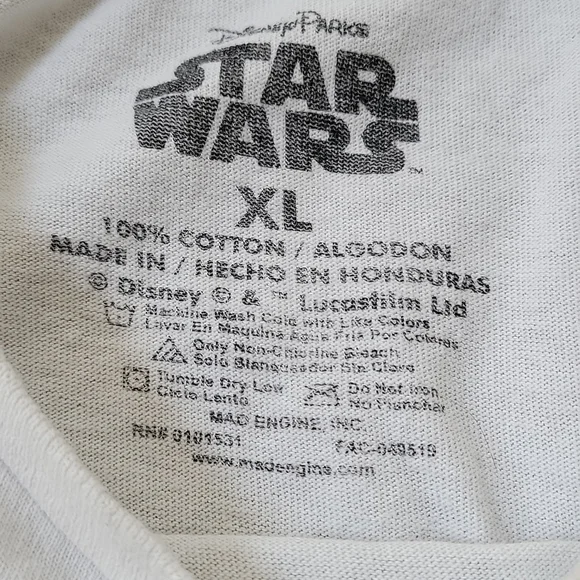 Disney PARKS
STAR
WARS™
XL
100% COTTON / ALGODON
MADE IN / HECHO EN HONDURAS
© Disney © & ™ Lucasfilm Ltd
Machine Wash Cold with Like Colors
Lavar En Maquina Agua Fria Por Colores
Only Non-Chlorine Bleach
Solo Blanqueador Sin Cloro
Tumble Dry Low
Ciclo Lento
Do Not Iron
No Planchar
MAD ENGINE, INC.
RN# 0101531 FAC-049519
www.madengine.com